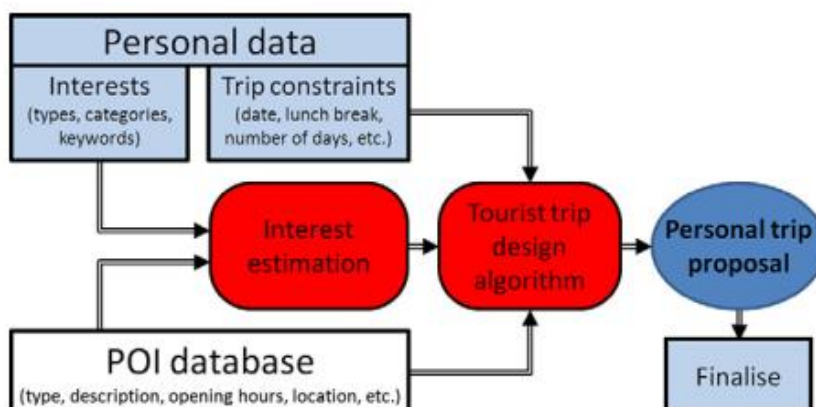 Personal data
Interests
(types, categories,
keywords)
Trip constraints
(date, lunch break,
number of days, etc.)
Interest
estimation
Tourist trip
design
algorithm
Personal trip
proposal
POI database
(type, description, opening hours, location, etc.)
Finalise